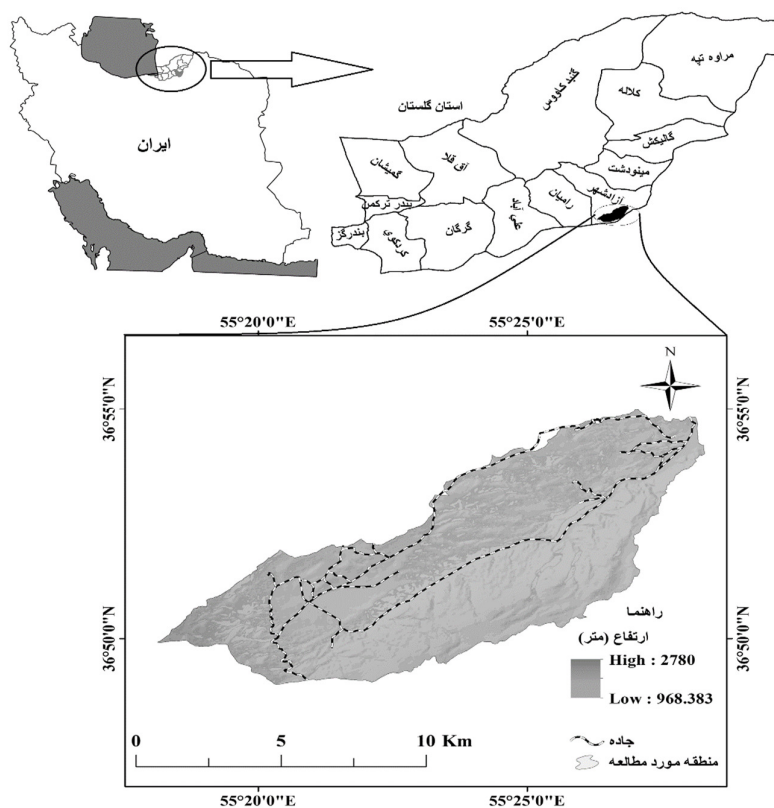 ایران
استان گلستان
مراوه تپه
گنبد کاووس
کلاله
گالیکش
مینودشت
آزادشهر
رامیان
علی آباد
آق قلا
گمیشان
بندر ترکمن
گرگان
کردکوی
بندرگز
55°20'0"E
55°25'0"E
36°55'0"N
36°55'0"N
N
36°50'0"N
36°50'0"N
راهنما
ارتفاع (متر)
High : 2780
Low : 968.383
جاده
منطقه مورد مطالعه
0 5 10 Km
55°20'0"E
55°25'0"E